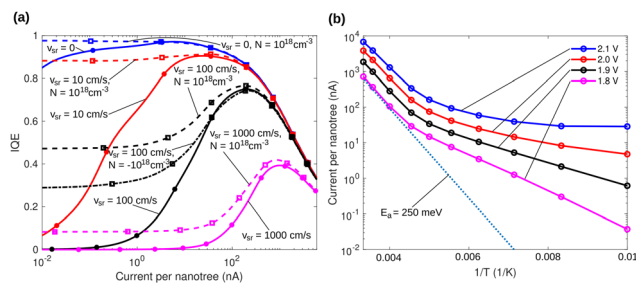 (a)
IQE
1
0.8
0.6
0.4
0.2
0
v_sr = 0
v_sr = 0, N = 10^18 cm^-3
v_sr = 10 cm/s,
N = 10^18 cm^-3
v_sr = 100 cm/s,
N = 10^18 cm^-3
v_sr = 10 cm/s
v_sr = 1000 cm/s,
N = 10^18 cm^-3
v_sr = 100 cm/s,
N = -10^18 cm^-3
v_sr = 100 cm/s
v_sr = 1000 cm/s
10^-2
10^0
10^2
Current per nanotree (nA)
(b)
Current per nanotree (nA)
10^4
10^3
10^2
10^1
10^0
10^-1
10^-2
2.1 V
2.0 V
1.9 V
1.8 V
E_a = 250 meV
0.004
0.006
0.008
0.01
1/T (1/K)